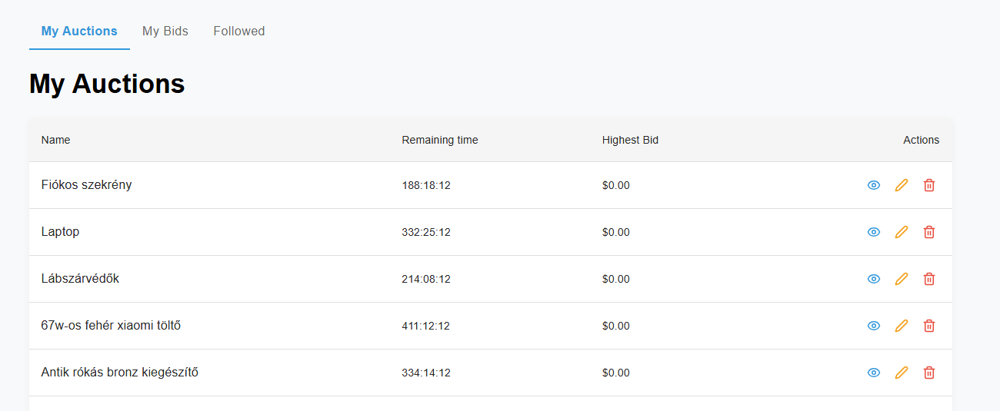 My Auctions My Bids Followed
My Auctions
Name Remaining time Highest Bid Actions
Fiókos szekrény 188:18:12 $0.00
Laptop 332:25:12 $0.00
Lábszárvédők 214:08:12 $0.00
67w-os fehér xiaomi töltő 411:12:12 $0.00
Antik rókás bronz kiegészítő 334:14:12 $0.00